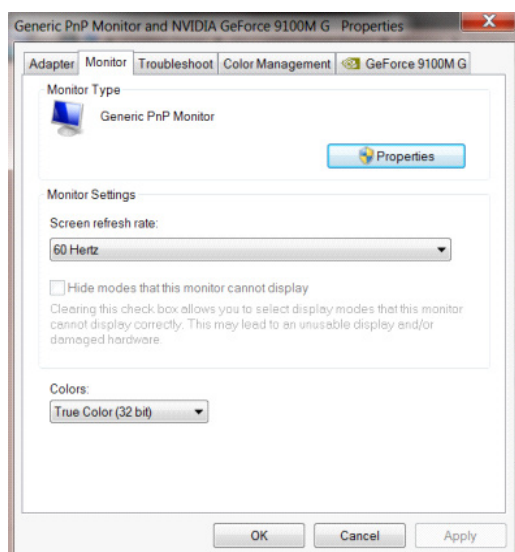 Generic PnP Monitor and NVIDIA GeForce 9100M G Properties
X
Adapter Monitor Troubleshoot Color Management GeForce 9100M G
Monitor Type
Generic PnP Monitor
Properties
Monitor Settings
Screen refresh rate:
60 Hertz
Hide modes that this monitor cannot display
Clearing this check box allows you to select display modes that this monitor
cannot display correctly. This may lead to an unusable display and/or
damaged hardware.
Colors:
True Color (32 bit)
OK Cancel Apply